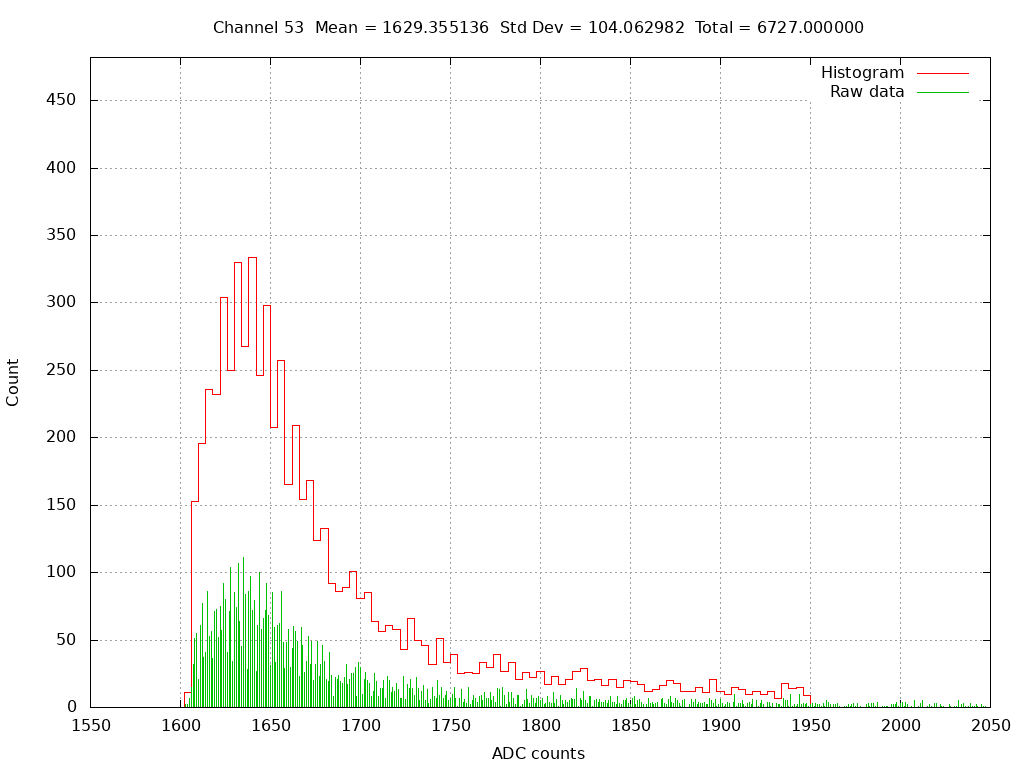 Channel 53  Mean = 1629.355136  Std Dev = 104.062982  Total = 6727.000000
Histogram
Raw data
450
400
350
300
250
200
150
100
50
0
Count
1550 1600 1650 1700 1750 1800 1850 1900 1950 2000 2050
ADC counts